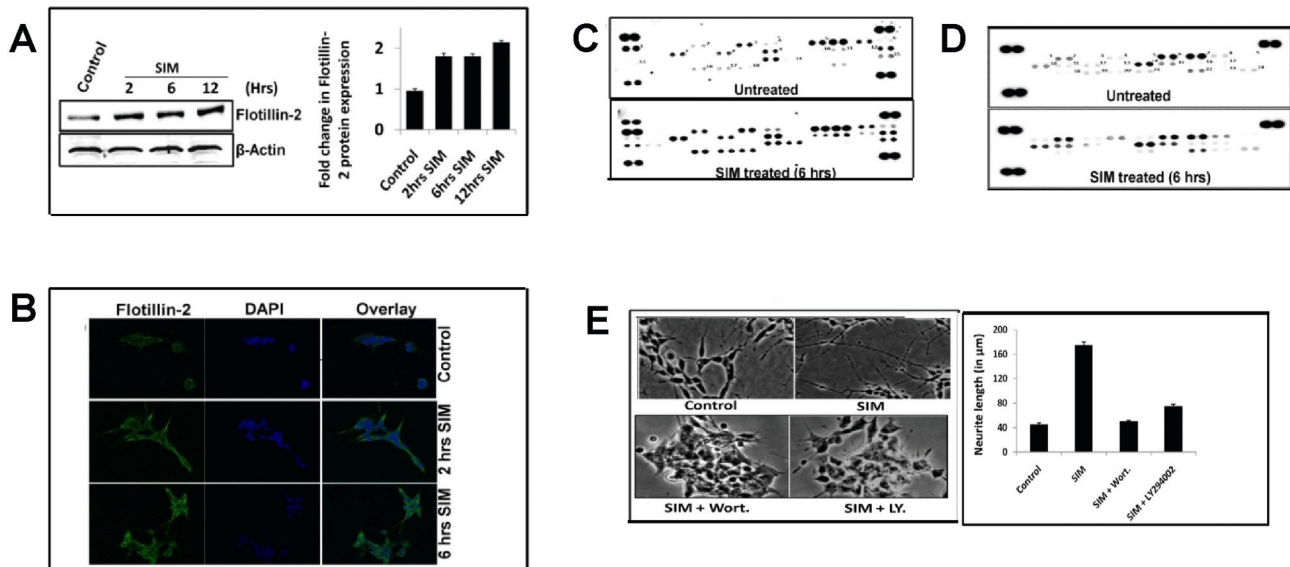 A
Control
SIM
2 6 12 (Hrs)
Flotillin-2
β-Actin
Fold change in Flotillin-
2 protein expression
2
1
0
Control
2hrs SIM
6hrs SIM
12hrs SIM
B
Flotillin-2 DAPI Overlay
Control
2 hrs SIM
6 hrs SIM
C
Untreated
SIM treated (6 hrs)
D
Untreated
SIM treated (6 hrs)
E
Control SIM
SIM + Wort. SIM + LY.
Neurite length (in μm)
200
160
120
80
40
0
Control
SIM
SIM + Wort
SIM + LY294002